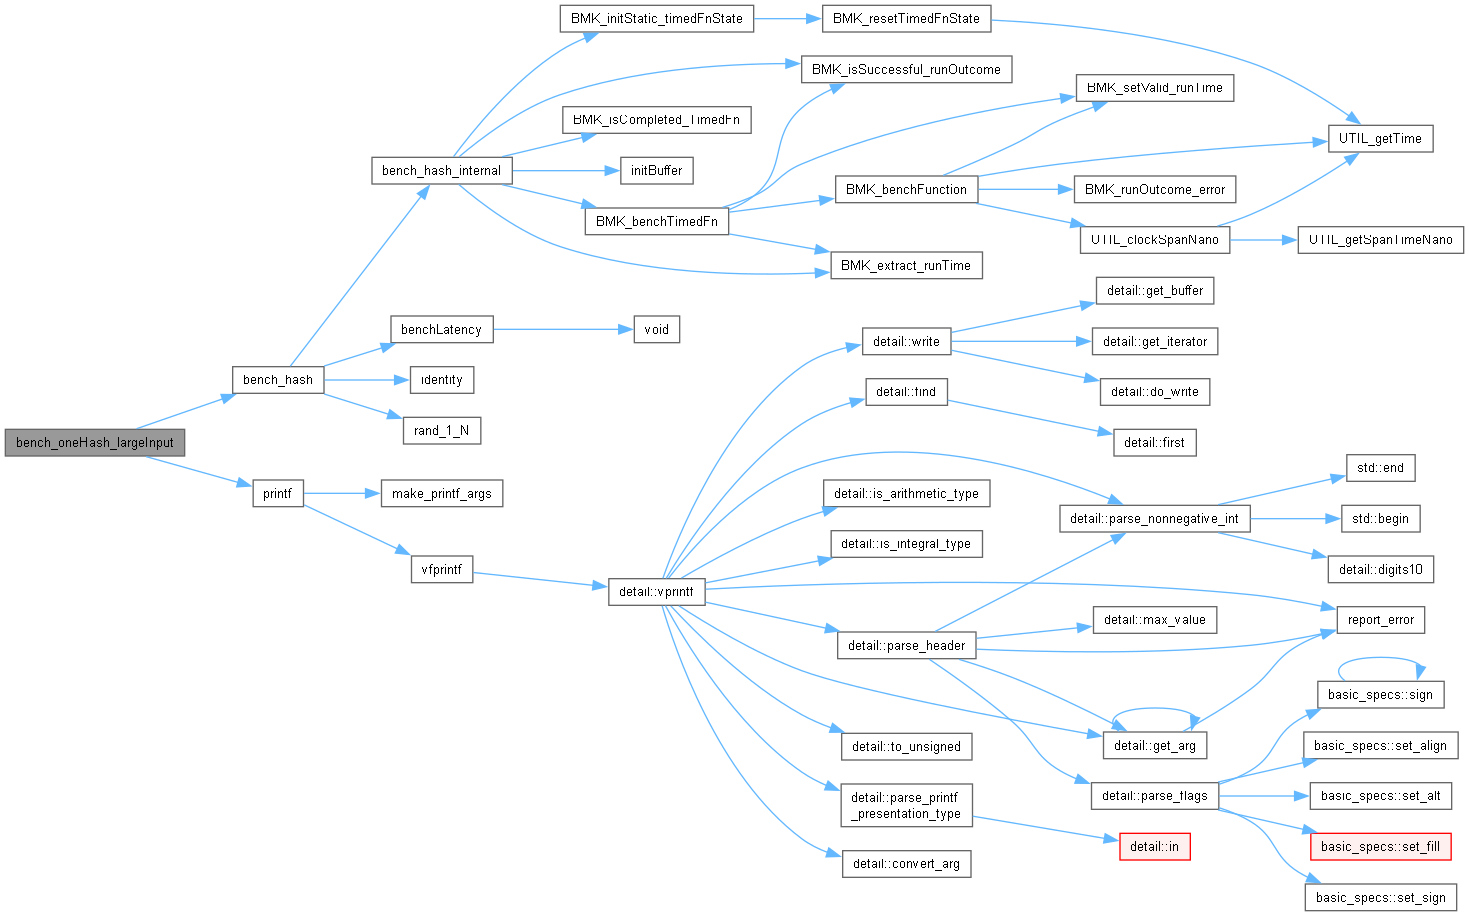 BMK_initStatic_timedFnState
BMK_resetTimedFnState
BMK_isSuccessful_runOutcome
BMK_setValid_runTime
BMK_isCompleted_TimedFn
UTIL_getTime
bench_hash_internal
initBuffer
BMK_benchFunction
BMK_runOutcome_error
BMK_benchTimedFn
UTIL_clockSpanNano
UTIL_getSpanTimeNano
BMK_extract_runTime
detail::get_buffer
benchLatency
void
detail::write
detail::get_iterator
bench_hash
identity
detail::find
detail::do_write
rand_1_N
bench_oneHash_largeInput
detail::first
std::end
printf
make_printf_args
detail::is_arithmetic_type
detail::parse_nonnegative_int
std::begin
detail::is_integral_type
vfprintf
detail::digits10
detail::vprintf
detail::max_value
report_error
detail::parse_header
basic_specs::sign
detail::to_unsigned
detail::get_arg
basic_specs::set_align
detail::parse_printf
_presentation_type
detail::parse_flags
basic_specs::set_alt
detail::in
basic_specs::set_fill
detail::convert_arg
basic_specs::set_sign